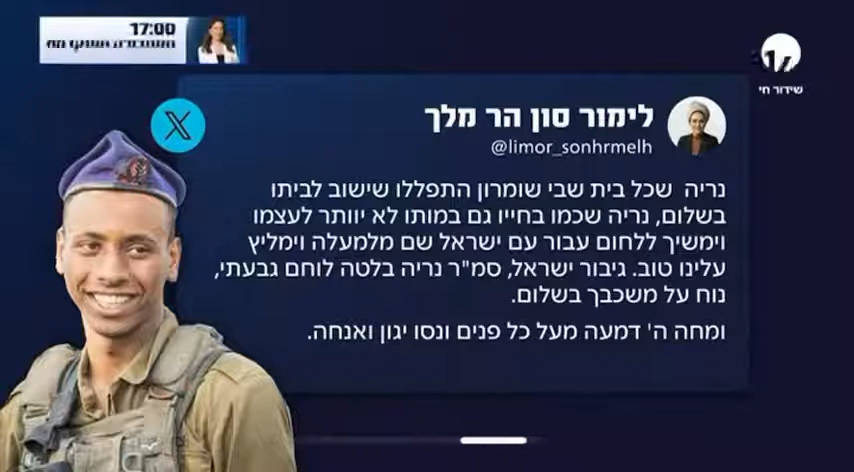 17:00
14
שידור חי
לימור סון הר מלך
@limor_sonhrmelh
נריה שכל בית שבי שומרון התפללו שישוב לביתו
בשלום, נריה שכמו בחייו גם במותו לא יוותר לעצמו
וימשיך ללחום עבור עם ישראל שם מלמעלה וימליץ
עלינו טוב. גיבור ישראל, סמ"ר נריה בלטה לוחם גבעתי,
נוח על משכבך בשלום.
ומחה ה' דמעה מעל כל פנים ונסו יגון ואנחה.